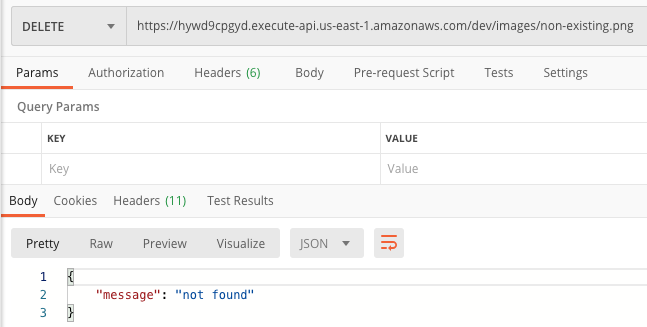 DELETE https://hywd9cpgyd.execute-api.us-east-1.amazonaws.com/dev/images/non-existing.png
Params Authorization Headers (6) Body Pre-request Script Tests Settings
Query Params
KEY VALUE
Key Value
Body Cookies Headers (11) Test Results
Pretty Raw Preview Visualize JSON
1 {
2 "message": "not found"
3 }